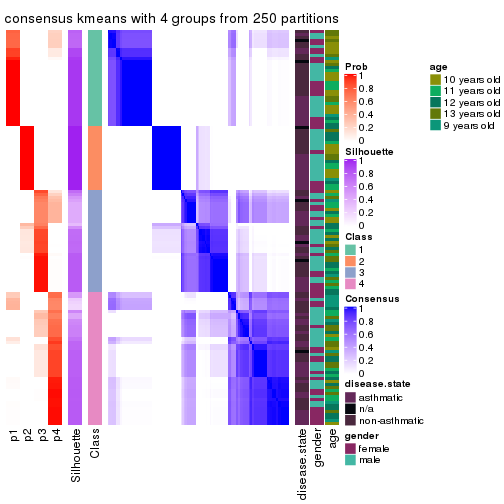 consensus kmeans with 4 groups from 250 partitions
Prob
1
0.8
0.6
0.4
0.2
0
Silhouette
1
0.8
0.6
0.4
0.2
0
Class
1
2
3
4
Consensus
1
0.8
0.6
0.4
0.2
0
disease.state
asthmatic
n/a
non-asthmatic
gender
female
male
age
10 years old
11 years old
12 years old
13 years old
9 years old
p1
p2
p3
p4
Silhouette
Class
disease.state
gender
age